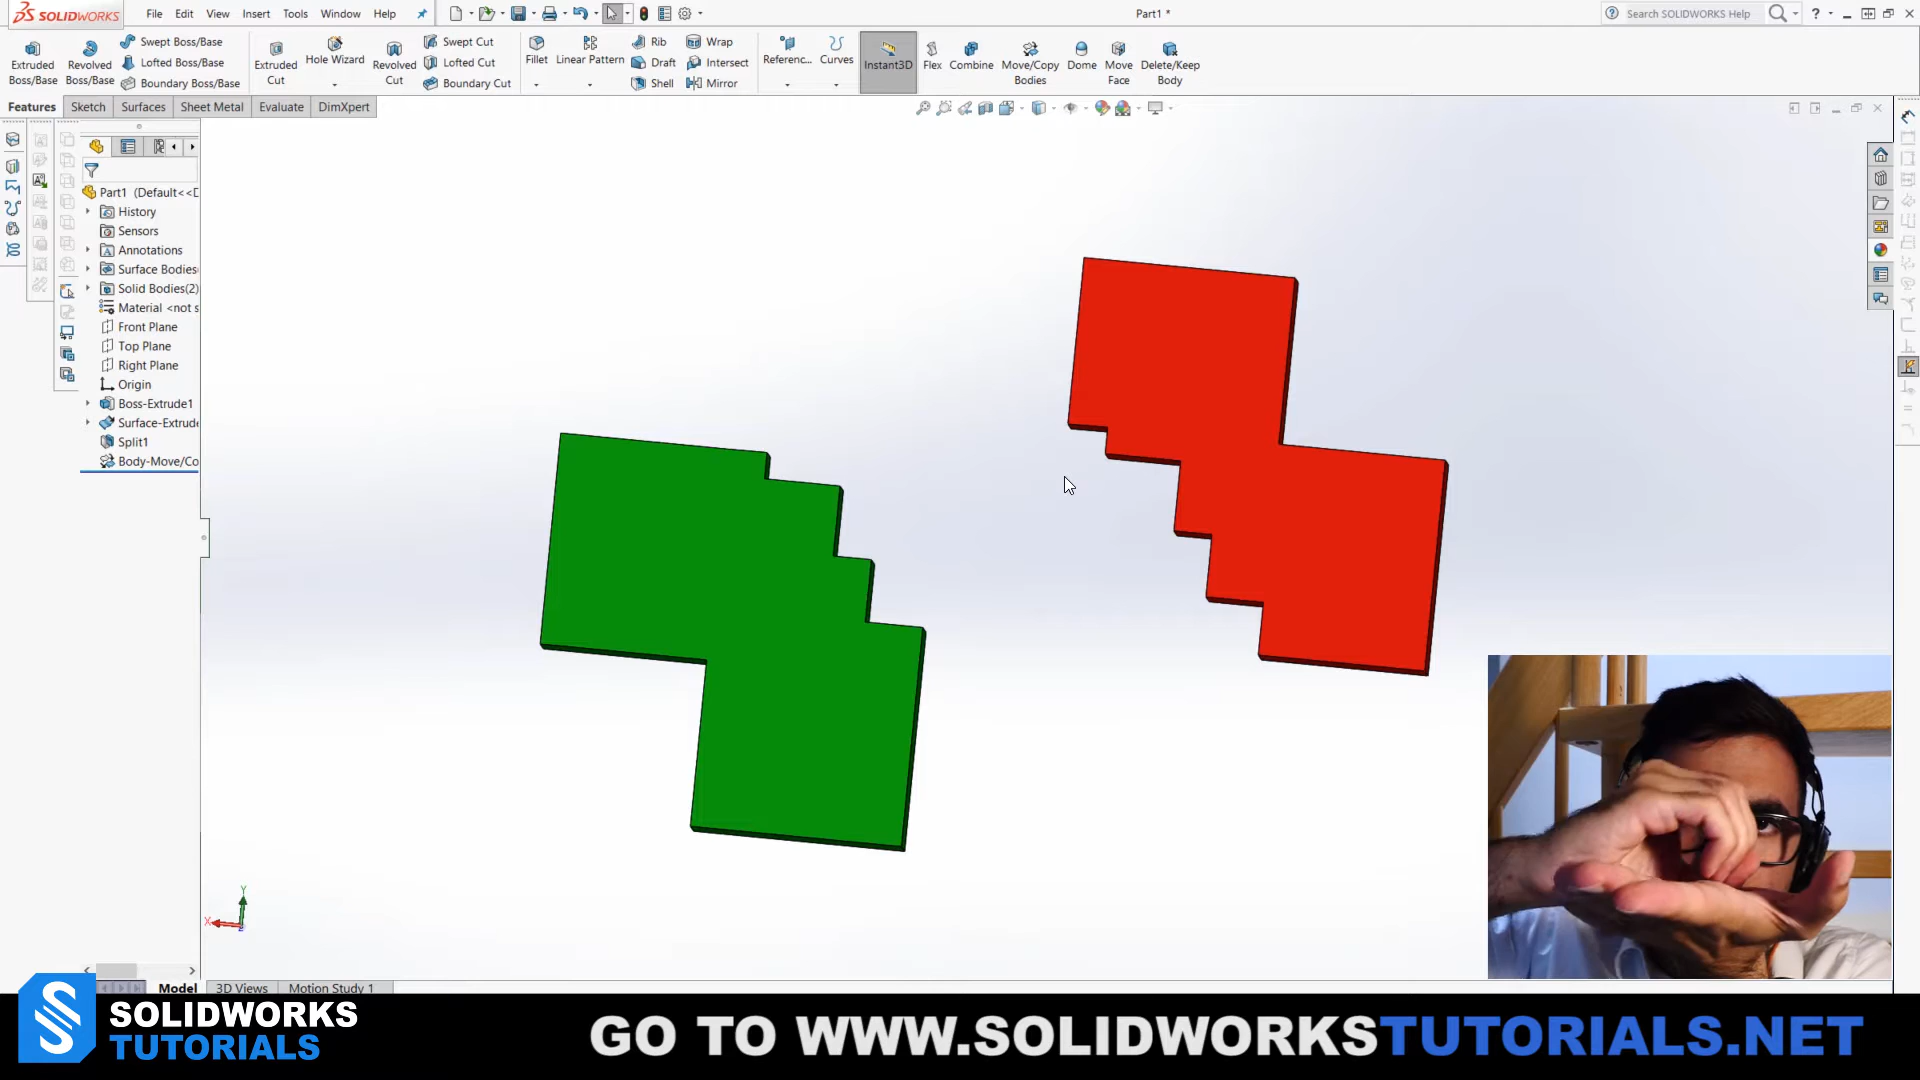 SOLIDWORKS
File Edit View Insert Tools Window Help
Part1 *
Search SOLIDWORKS Help
Extruded Boss/Base
Revolved Boss/Base
Swept Boss/Base
Lofted Boss/Base
Boundary Boss/Base
Extruded Cut
Hole Wizard
Revolved Cut
Swept Cut
Lofted Cut
Boundary Cut
Fillet
Linear Pattern
Rib
Draft
Shell
Wrap
Intersect
Mirror
Referenc...
Curves
Instant3D
Flex
Combine
Move/Copy Bodies
Dome
Move Face
Delete/Keep Body
Features Sketch Surfaces Sheet Metal Evaluate DimXpert
Part1 (Default<<D
History
Sensors
Annotations
Surface Bodies
Solid Bodies(2)
Material <not s
Front Plane
Top Plane
Right Plane
Origin
Boss-Extrude1
Surface-Extrude
Split1
Body-Move/Co
Y
X
Model 3D Views Motion Study 1
SOLIDWORKS
TUTORIALS
GO TO WWW.SOLIDWORKSTUTORIALS.NET